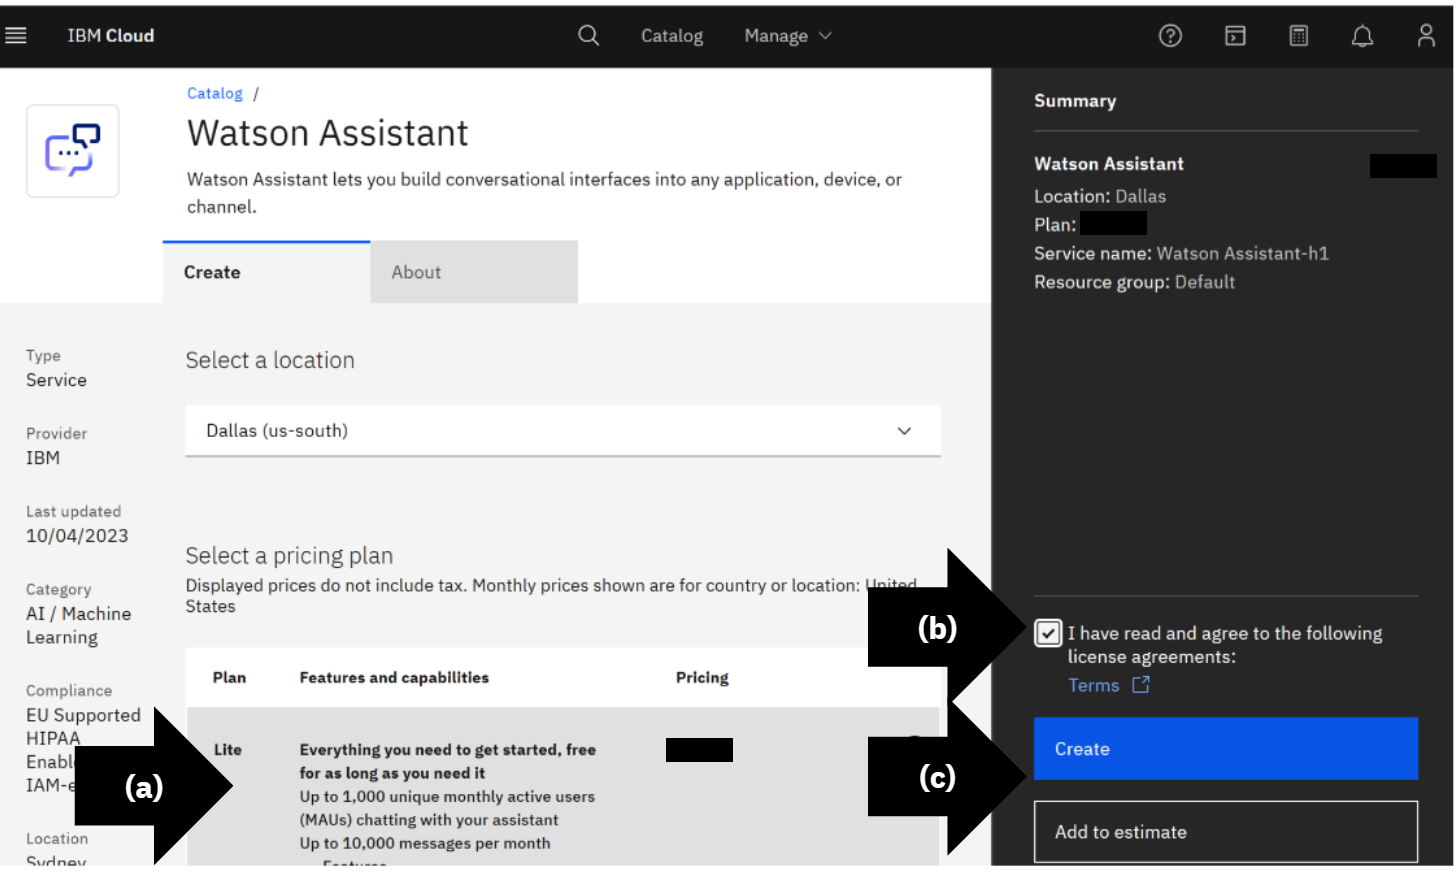 IBM Cloud
Catalog
Manage
Catalog /
Watson Assistant
Watson Assistant lets you build conversational interfaces into any application, device, or
channel.
Create
About
Type
Service
Provider
IBM
Last updated
10/04/2023
Category
AI / Machine
Learning
Compliance
EU Supported
HIPAA
Enabl
IAM-e
Location
Sydney
Select a location
Dallas (us-south)
Select a pricing plan
Displayed prices do not include tax. Monthly prices shown are for country or location: United
States
Plan
Features and capabilities
Pricing
(a)
Lite
Everything you need to get started, free
for as long as you need it
Up to 1,000 unique monthly active users
(MAUs) chatting with your assistant
Up to 10,000 messages per month
Features
Summary
Watson Assistant
Location: Dallas
Plan:
Service name: Watson Assistant-h1
Resource group: Default
(b)
I have read and agree to the following
license agreements:
Terms
(c)
Create
Add to estimate